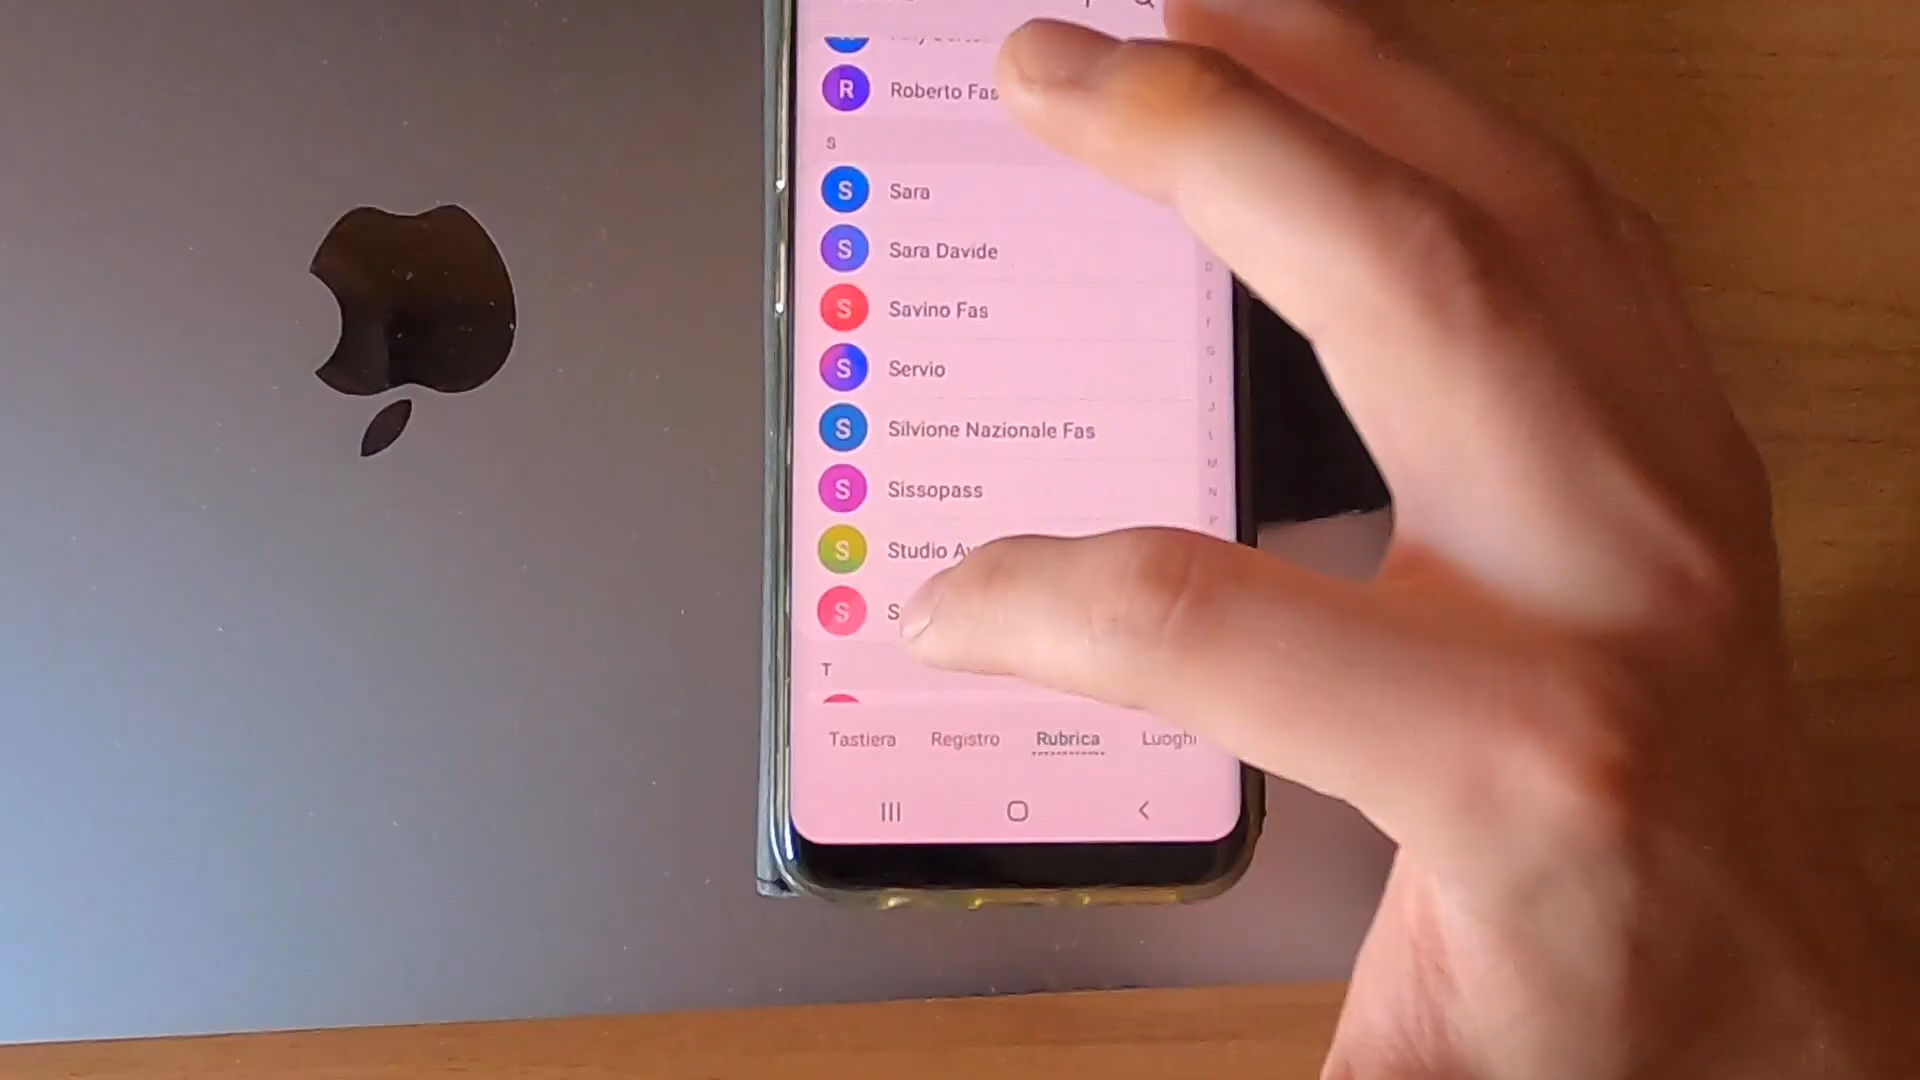 R Roberto Fas
S
S Sara
S Sara Davide
S Savino Fas
S Servio
S Silvione Nazionale Fas
S Sissopass
S Studio
S
T
Tastiera Registro Rubrica Luoghi
D
E
F
G
I
J
L
M
N
P